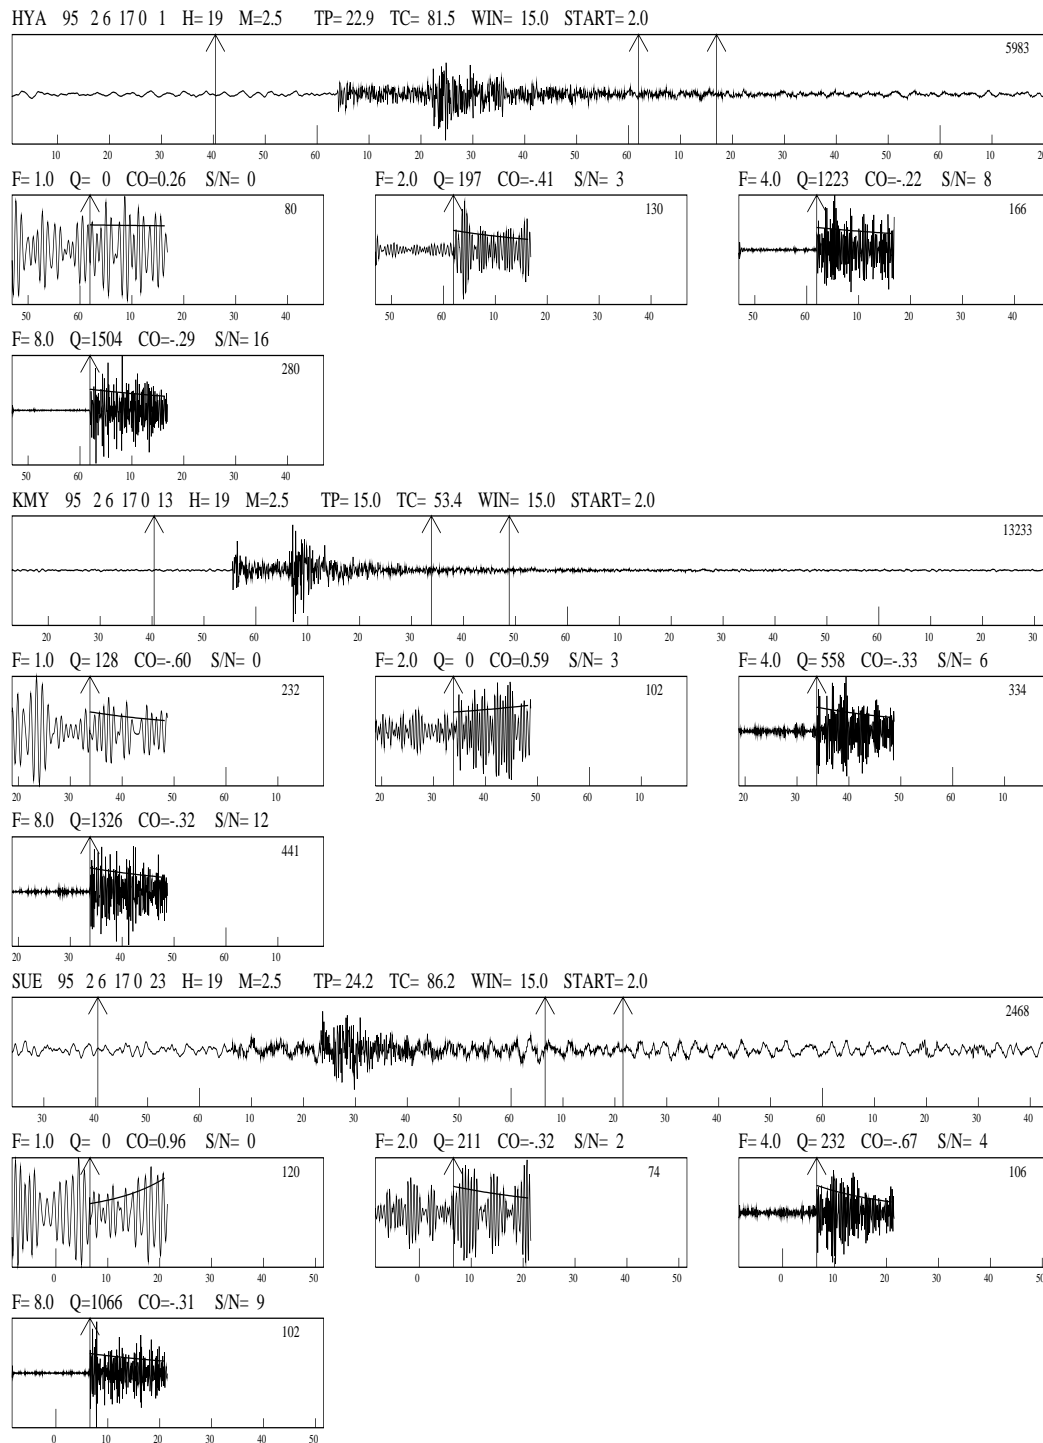 HYA 95 2 6 17 0 1 H= 19 M=2.5 TP= 22.9 TC= 81.5 WIN= 15.0 START= 2.0
5983
10 20 30 40 50 60 10 20 30 40 50 60 10 20 30 40 50 60 10 20
F= 1.0 Q= 0 CO=0.26 S/N= 0 F= 2.0 Q= 197 CO=-.41 S/N= 3 F= 4.0 Q=1223 CO=-.22 S/N= 8
80 130 166
50 60 10 20 30 40 50 60 10 20 30 40 50 60 10 20 30 40
F= 8.0 Q=1504 CO=-.29 S/N= 16
280
50 60 10 20 30 40
KMY 95 2 6 17 0 13 H= 19 M=2.5 TP= 15.0 TC= 53.4 WIN= 15.0 START= 2.0
13233
20 30 40 50 60 10 20 30 40 50 60 10 20 30 40 50 60 10 20 30
F= 1.0 Q= 128 CO=-.60 S/N= 0 F= 2.0 Q= 0 CO=0.59 S/N= 3 F= 4.0 Q= 558 CO=-.33 S/N= 6
232 102 334
20 30 40 50 60 10 20 30 40 50 60 10 20 30 40 50 60 10
F= 8.0 Q=1326 CO=-.32 S/N= 12
441
20 30 40 50 60 10
SUE 95 2 6 17 0 23 H= 19 M=2.5 TP= 24.2 TC= 86.2 WIN= 15.0 START= 2.0
2468
30 40 50 60 10 20 30 40 50 60 10 20 30 40 50 60 10 20 30 40
F= 1.0 Q= 0 CO=0.96 S/N= 0 F= 2.0 Q= 211 CO=-.32 S/N= 2 F= 4.0 Q= 232 CO=-.67 S/N= 4
120 74 106
0 10 20 30 40 50 0 10 20 30 40 50 0 10 20 30 40 50
F= 8.0 Q=1066 CO=-.31 S/N= 9
102
0 10 20 30 40 50